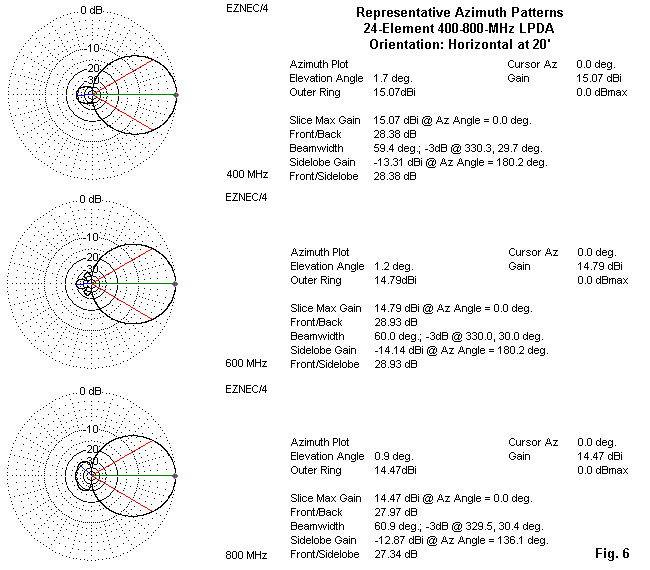 Representative Azimuth Patterns
24-Element 400-800-MHz LPDA
Orientation: Horizontal at 20'
0 dB
EZNEC/4
-10
-20
-30
400 MHz
Azimuth Plot Cursor Az 0.0 deg.
Elevation Angle 1.7 deg. Gain 15.07 dBi
Outer Ring 15.07dBi 0.0 dBmax
Slice Max Gain 15.07 dBi @ Az Angle = 0.0 deg.
Front/Back 28.38 dB
Beamwidth 59.4 deg.; -3dB @ 330.3, 29.7 deg.
Sidelobe Gain -13.31 dBi @ Az Angle = 180.2 deg.
Front/Sidelobe 28.38 dB
0 dB
EZNEC/4
-10
-20
-30
600 MHz
Azimuth Plot Cursor Az 0.0 deg.
Elevation Angle 1.2 deg. Gain 14.79 dBi
Outer Ring 14.79dBi 0.0 dBmax
Slice Max Gain 14.79 dBi @ Az Angle = 0.0 deg.
Front/Back 28.93 dB
Beamwidth 60.0 deg.; -3dB @ 330.0, 30.0 deg.
Sidelobe Gain -14.14 dBi @ Az Angle = 180.2 deg.
Front/Sidelobe 28.93 dB
0 dB
EZNEC/4
-10
-20
-30
800 MHz
Azimuth Plot Cursor Az 0.0 deg.
Elevation Angle 0.9 deg. Gain 14.47 dBi
Outer Ring 14.47dBi 0.0 dBmax
Slice Max Gain 14.47 dBi @ Az Angle = 0.0 deg.
Front/Back 27.97 dB
Beamwidth 60.9 deg.; -3dB @ 329.5, 30.4 deg.
Sidelobe Gain -12.87 dBi @ Az Angle = 136.1 deg.
Front/Sidelobe 27.34 dB
Fig. 6